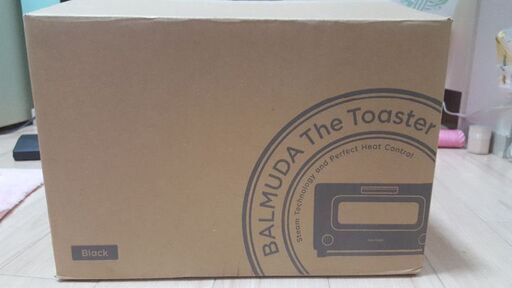 BALMUDA The Toaster
Steam Technology and Perfect Heat Control
Black